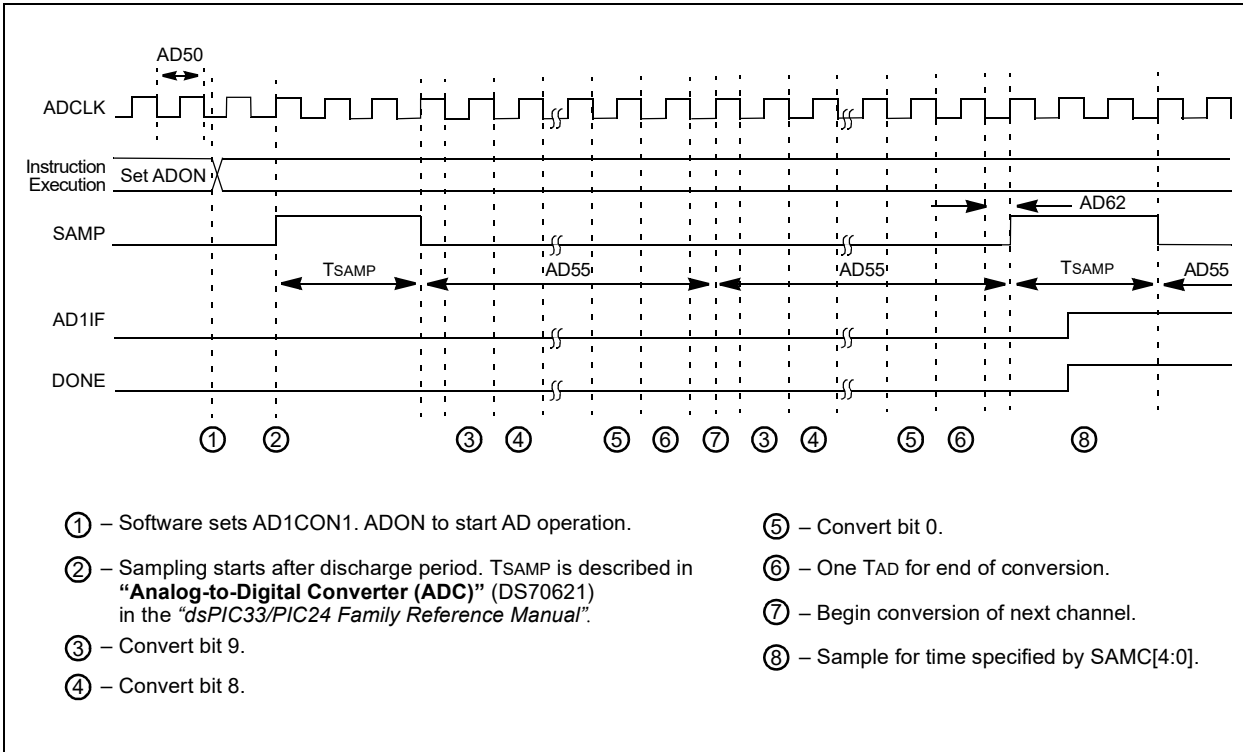 AD50
ADCLK
Instruction
Execution
Set ADON
AD62
SAMP
TSAMP
AD55
AD55
TSAMP
AD55
AD1IF
DONE
1 2 3 4 5 6 7 3 4 5 6 8
1 – Software sets AD1CON1. ADON to start AD operation.
2 – Sampling starts after discharge period. TSAMP is described in
“Analog-to-Digital Converter (ADC)” (DS70621)
in the “dsPIC33/PIC24 Family Reference Manual”.
3 – Convert bit 9.
4 – Convert bit 8.
5 – Convert bit 0.
6 – One TAD for end of conversion.
7 – Begin conversion of next channel.
8 – Sample for time specified by SAMC[4:0].